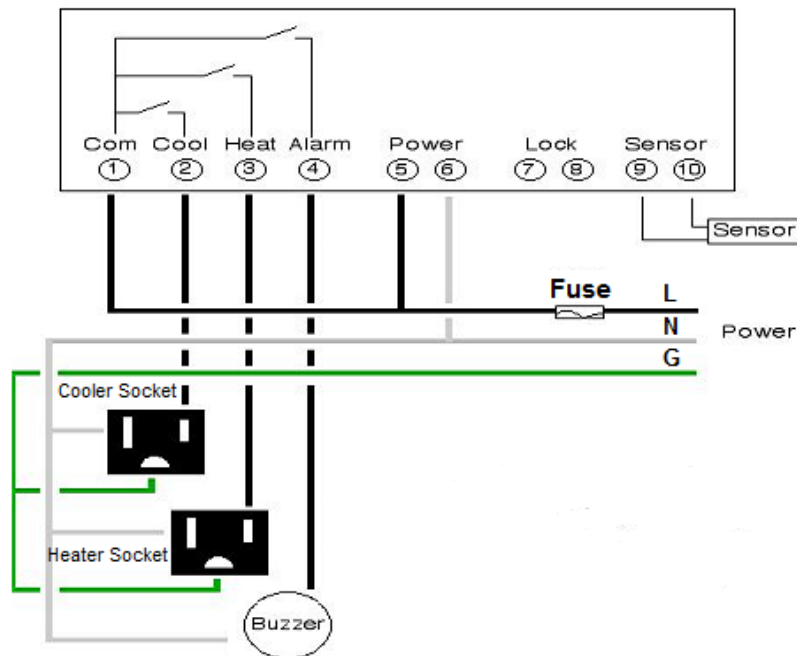 Com Cool Heat Alarm Power Lock Sensor
1 2 3 4 5 6 7 8 9 10
Sensor
Fuse L
N Power
G
Cooler Socket
Heater Socket
Buzzer